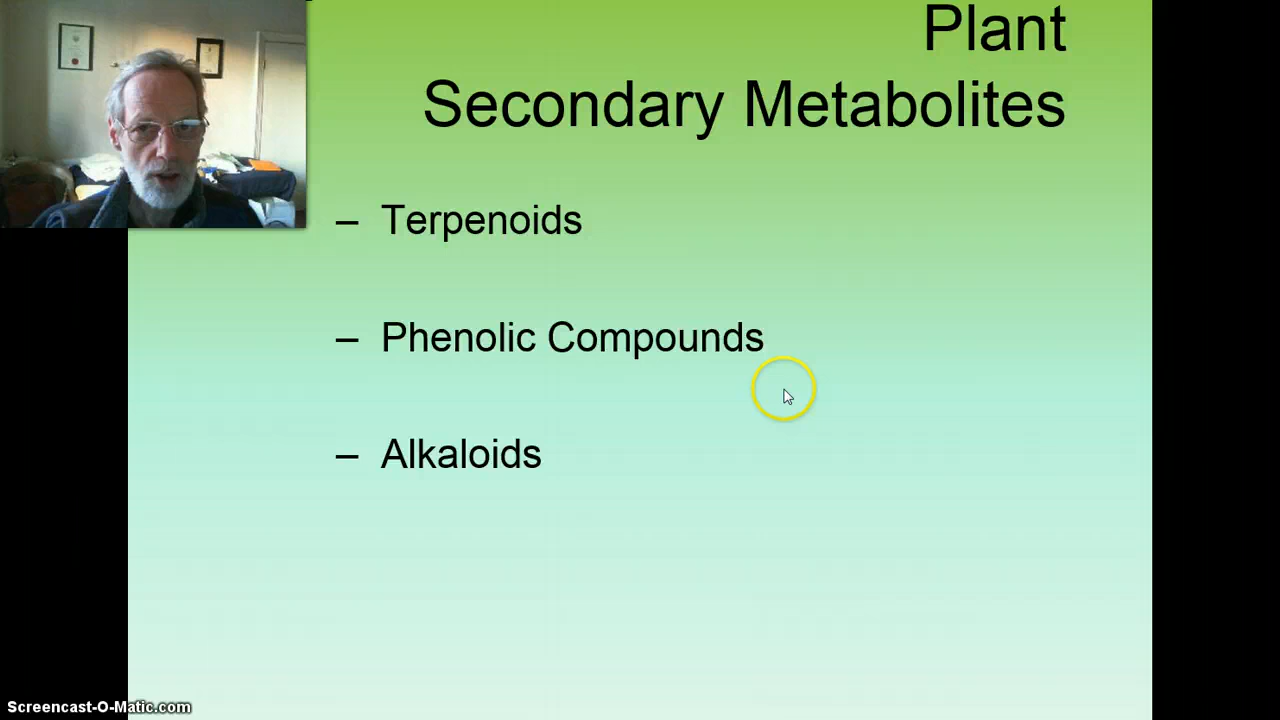 Plant
Secondary Metabolites
– Terpenoids
– Phenolic Compounds
– Alkaloids
Screencast-O-Matic.com